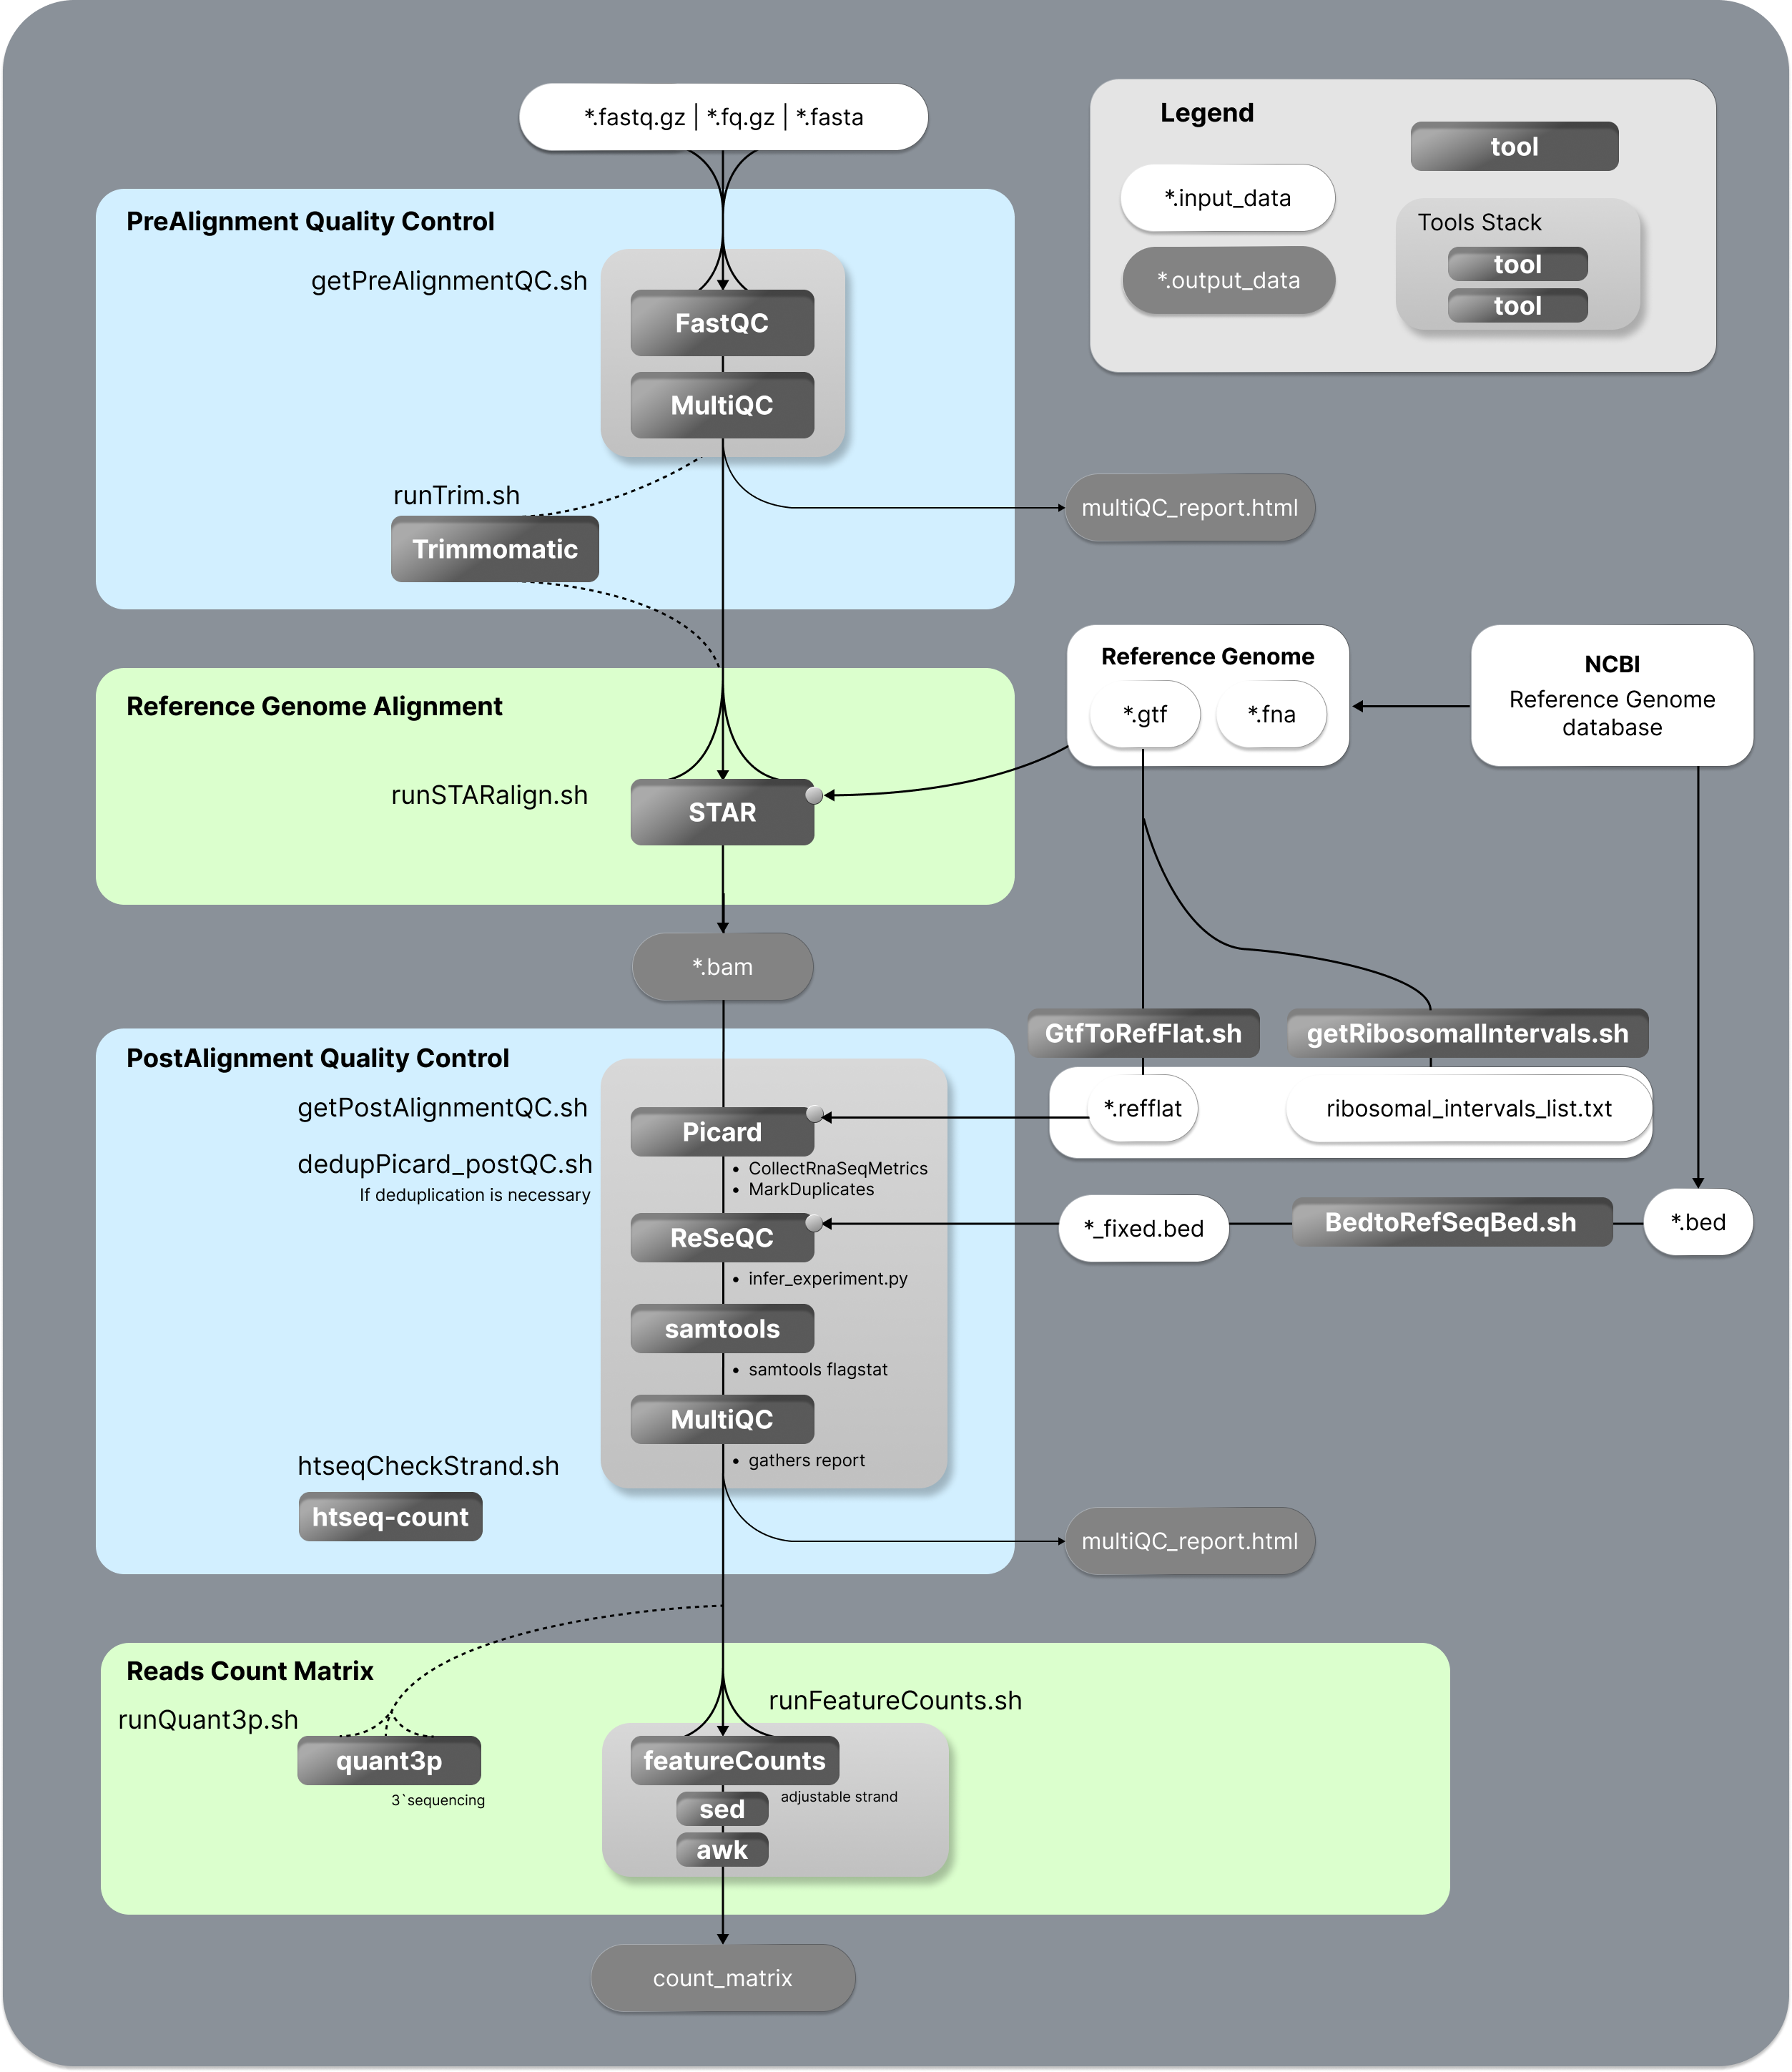 *.fastq.gz | *.fq.gz | *.fasta
Legend
tool
*.input_data
*.output_data
Tools Stack
tool
tool
PreAlignment Quality Control
getPreAlignmentQC.sh
FastQC
MultiQC
runTrim.sh
Trimmomatic
multiQC_report.html
Reference Genome
*.gtf
*.fna
NCBI
Reference Genome
database
Reference Genome Alignment
runSTARalign.sh
STAR
*.bam
GtfToRefFlat.sh
getRibosomalIntervals.sh
*.refflat
ribosomal_intervals_list.txt
PostAlignment Quality Control
getPostAlignmentQC.sh
dedupPicard_postQC.sh
If deduplication is necessary
Picard
• CollectRnaSeqMetrics
• MarkDuplicates
ReSeQC
*_fixed.bed
BedtoRefSeqBed.sh
*.bed
• infer_experiment.py
samtools
• samtools flagstat
MultiQC
• gathers report
htseqCheckStrand.sh
htseq-count
multiQC_report.html
Reads Count Matrix
runQuant3p.sh
quant3p
3`sequencing
runFeatureCounts.sh
featureCounts
adjustable strand
sed
awk
count_matrix